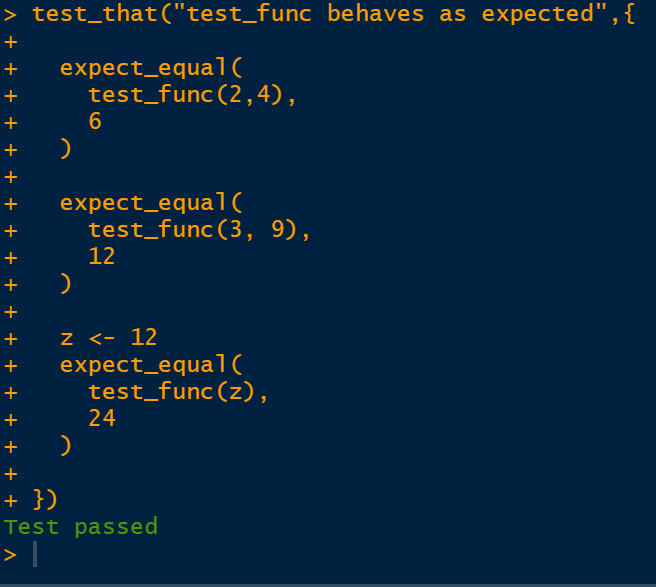 > test_that("test_func behaves as expected",{
+
+   expect_equal(
+     test_func(2,4),
+     6
+   )
+
+   expect_equal(
+     test_func(3, 9),
+     12
+   )
+
+   z <- 12
+   expect_equal(
+     test_func(z),
+     24
+   )
+
+ })
Test passed
>